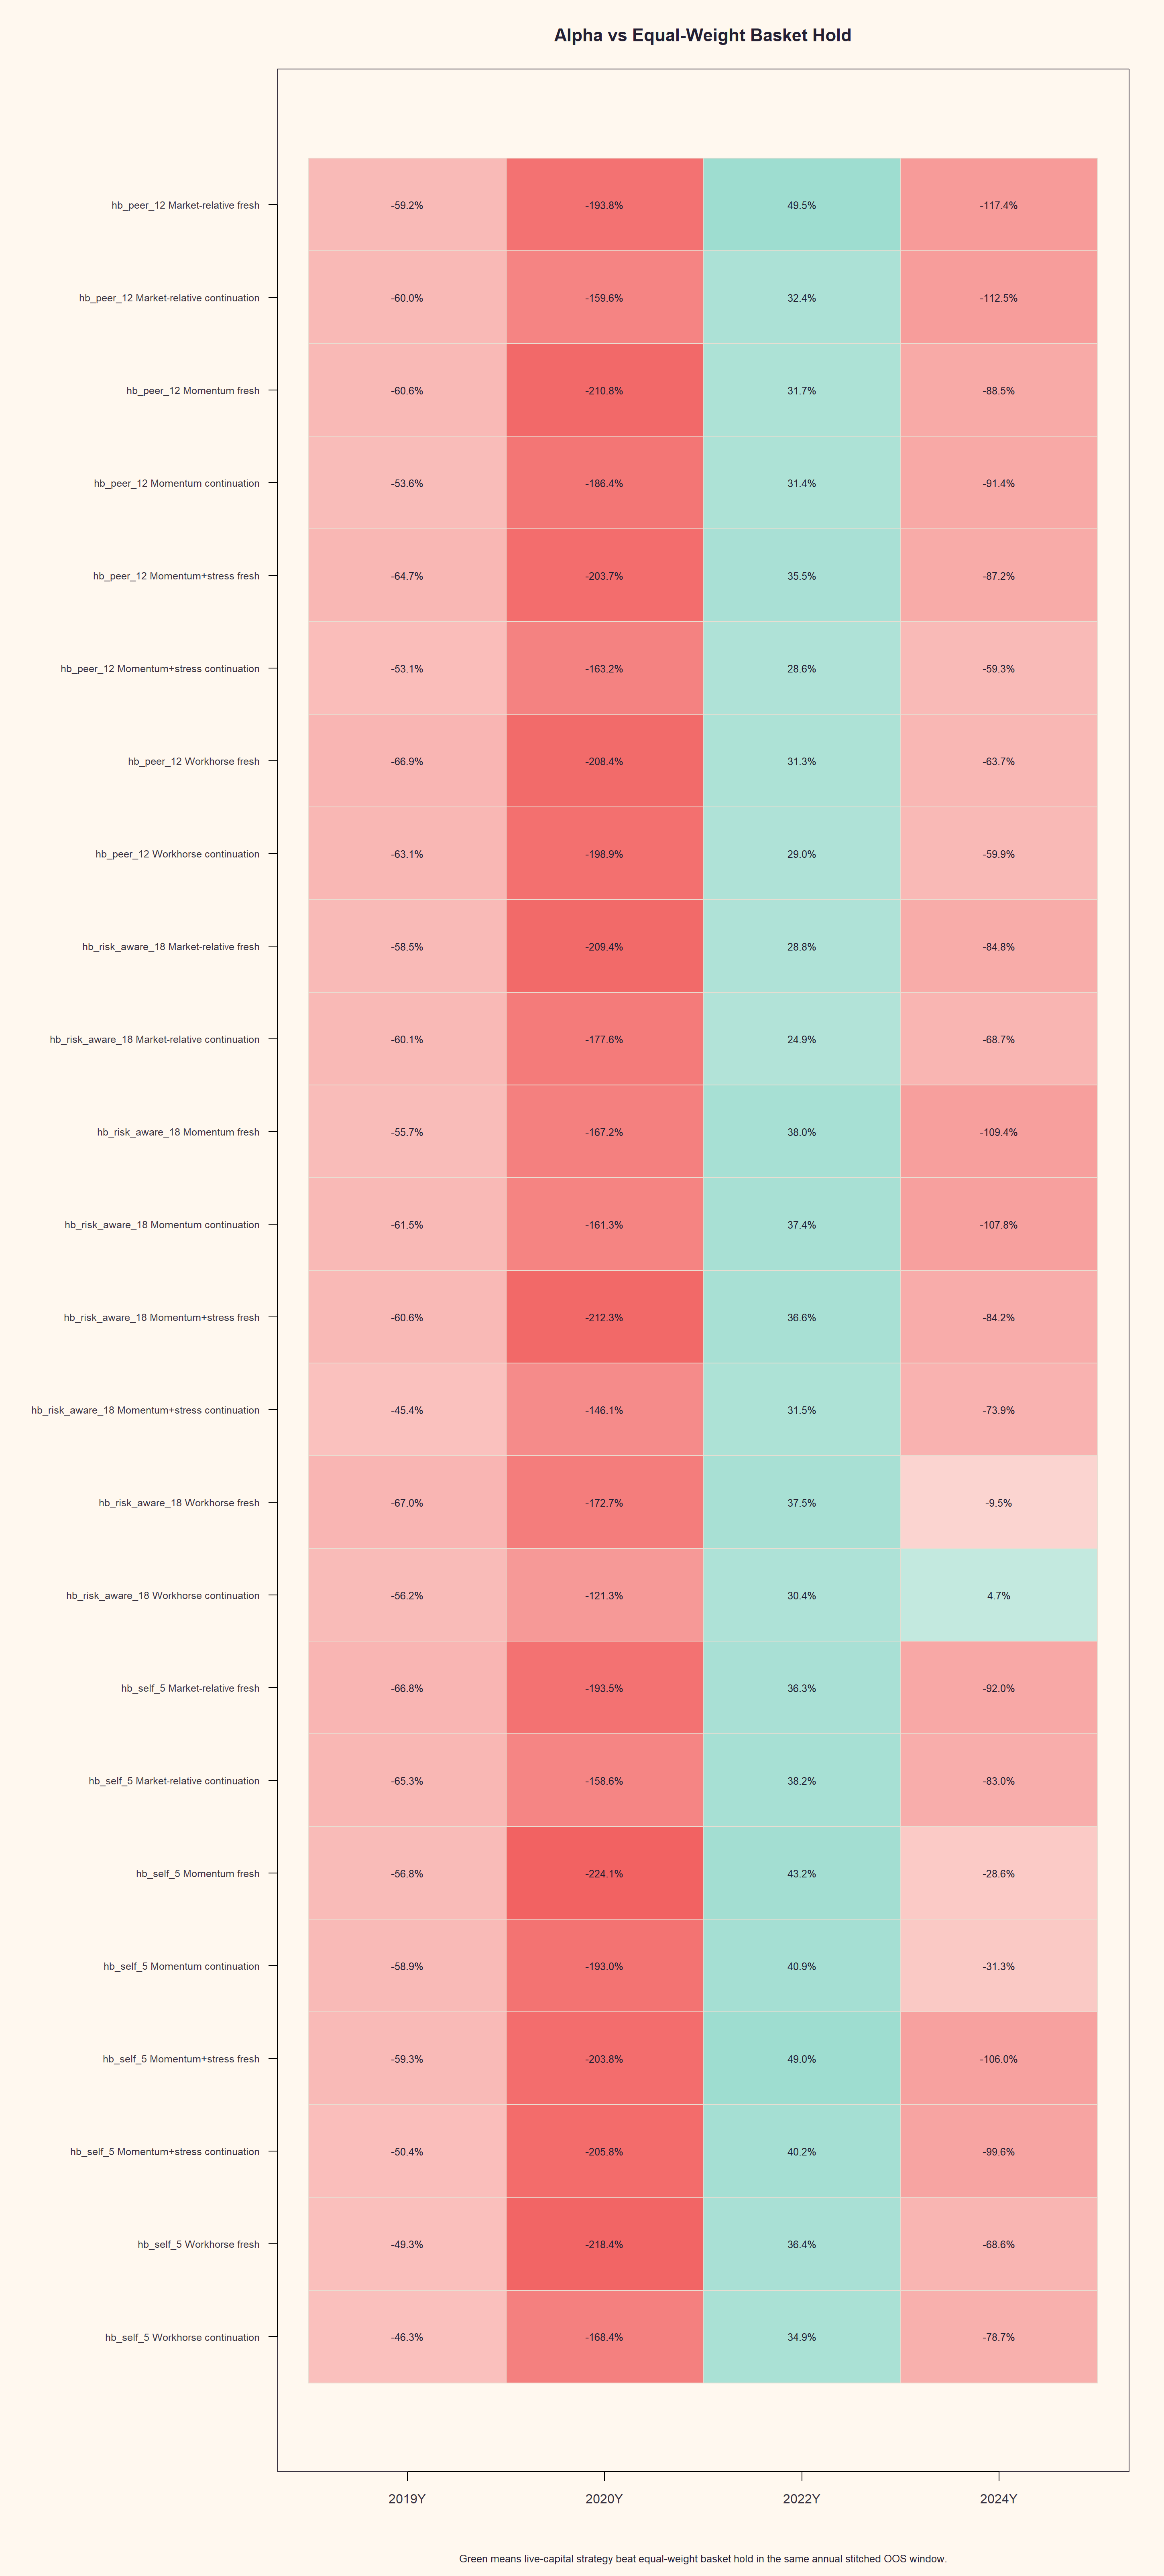 Alpha vs Equal-Weight Basket Hold
hb_peer_12 Market-relative fresh -59.2% -193.8% 49.5% -117.4%
hb_peer_12 Market-relative continuation -60.0% -159.6% 32.4% -112.5%
hb_peer_12 Momentum fresh -60.6% -210.8% 31.7% -88.5%
hb_peer_12 Momentum continuation -53.6% -186.4% 31.4% -91.4%
hb_peer_12 Momentum+stress fresh -64.7% -203.7% 35.5% -87.2%
hb_peer_12 Momentum+stress continuation -53.1% -163.2% 28.6% -59.3%
hb_peer_12 Workhorse fresh -66.9% -208.4% 31.3% -63.7%
hb_peer_12 Workhorse continuation -63.1% -198.9% 29.0% -59.9%
hb_risk_aware_18 Market-relative fresh -58.5% -209.4% 28.8% -84.8%
hb_risk_aware_18 Market-relative continuation -60.1% -177.6% 24.9% -68.7%
hb_risk_aware_18 Momentum fresh -55.7% -167.2% 38.0% -109.4%
hb_risk_aware_18 Momentum continuation -61.5% -161.3% 37.4% -107.8%
hb_risk_aware_18 Momentum+stress fresh -60.6% -212.3% 36.6% -84.2%
hb_risk_aware_18 Momentum+stress continuation -45.4% -146.1% 31.5% -73.9%
hb_risk_aware_18 Workhorse fresh -67.0% -172.7% 37.5% -9.5%
hb_risk_aware_18 Workhorse continuation -56.2% -121.3% 30.4% 4.7%
hb_self_5 Market-relative fresh -66.8% -193.5% 36.3% -92.0%
hb_self_5 Market-relative continuation -65.3% -158.6% 38.2% -83.0%
hb_self_5 Momentum fresh -56.8% -224.1% 43.2% -28.6%
hb_self_5 Momentum continuation -58.9% -193.0% 40.9% -31.3%
hb_self_5 Momentum+stress fresh -59.3% -203.8% 49.0% -106.0%
hb_self_5 Momentum+stress continuation -50.4% -205.8% 40.2% -99.6%
hb_self_5 Workhorse fresh -49.3% -218.4% 36.4% -68.6%
hb_self_5 Workhorse continuation -46.3% -168.4% 34.9% -78.7%
2019Y 2020Y 2022Y 2024Y
Green means live-capital strategy beat equal-weight basket hold in the same annual stitched OOS window.